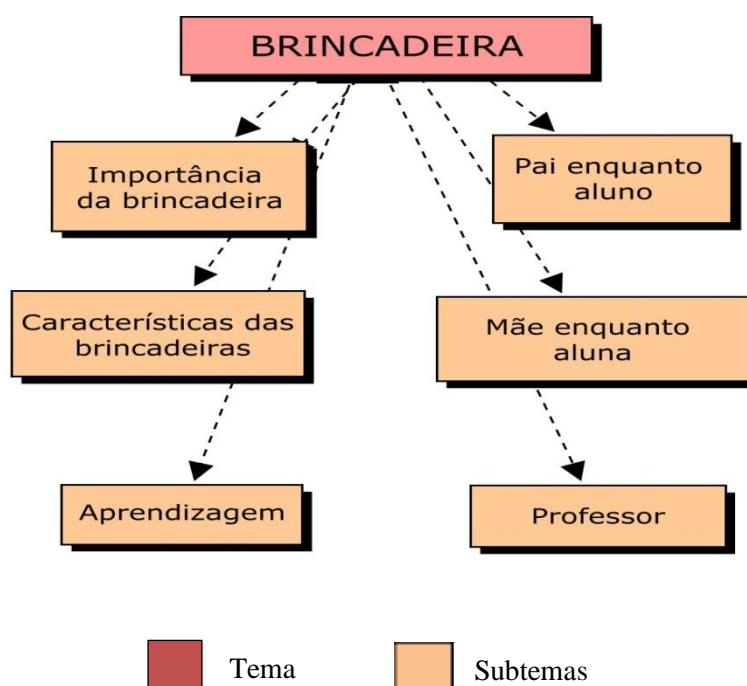 BRINCADEIRA
Importância
da brincadeira
Pai enquanto
aluno
Características das
brincadeiras
Mãe enquanto
aluna
Aprendizagem
Professor
Tema
Subtemas